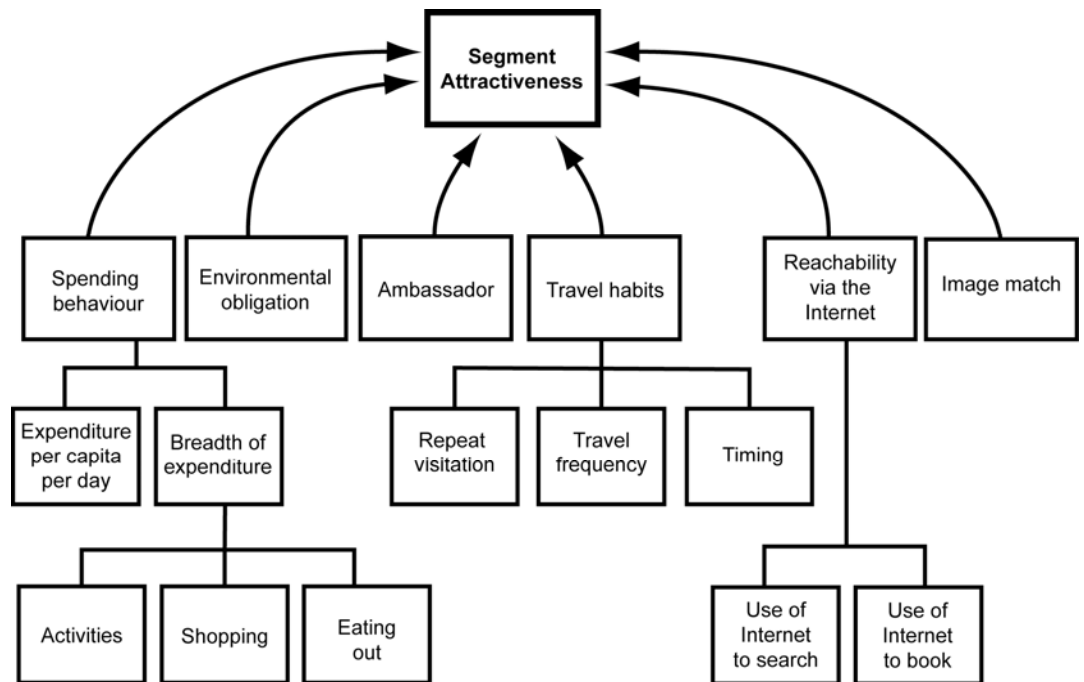 Segment
Attractiveness
Spending
behaviour
Environmental
obligation
Ambassador
Travel habits
Reachability
via the
Internet
Image match
Expenditure
per capita
per day
Breadth of
expenditure
Repeat
visitation
Travel
frequency
Timing
Activities
Shopping
Eating
out
Use of
Internet
to search
Use of
Internet
to book